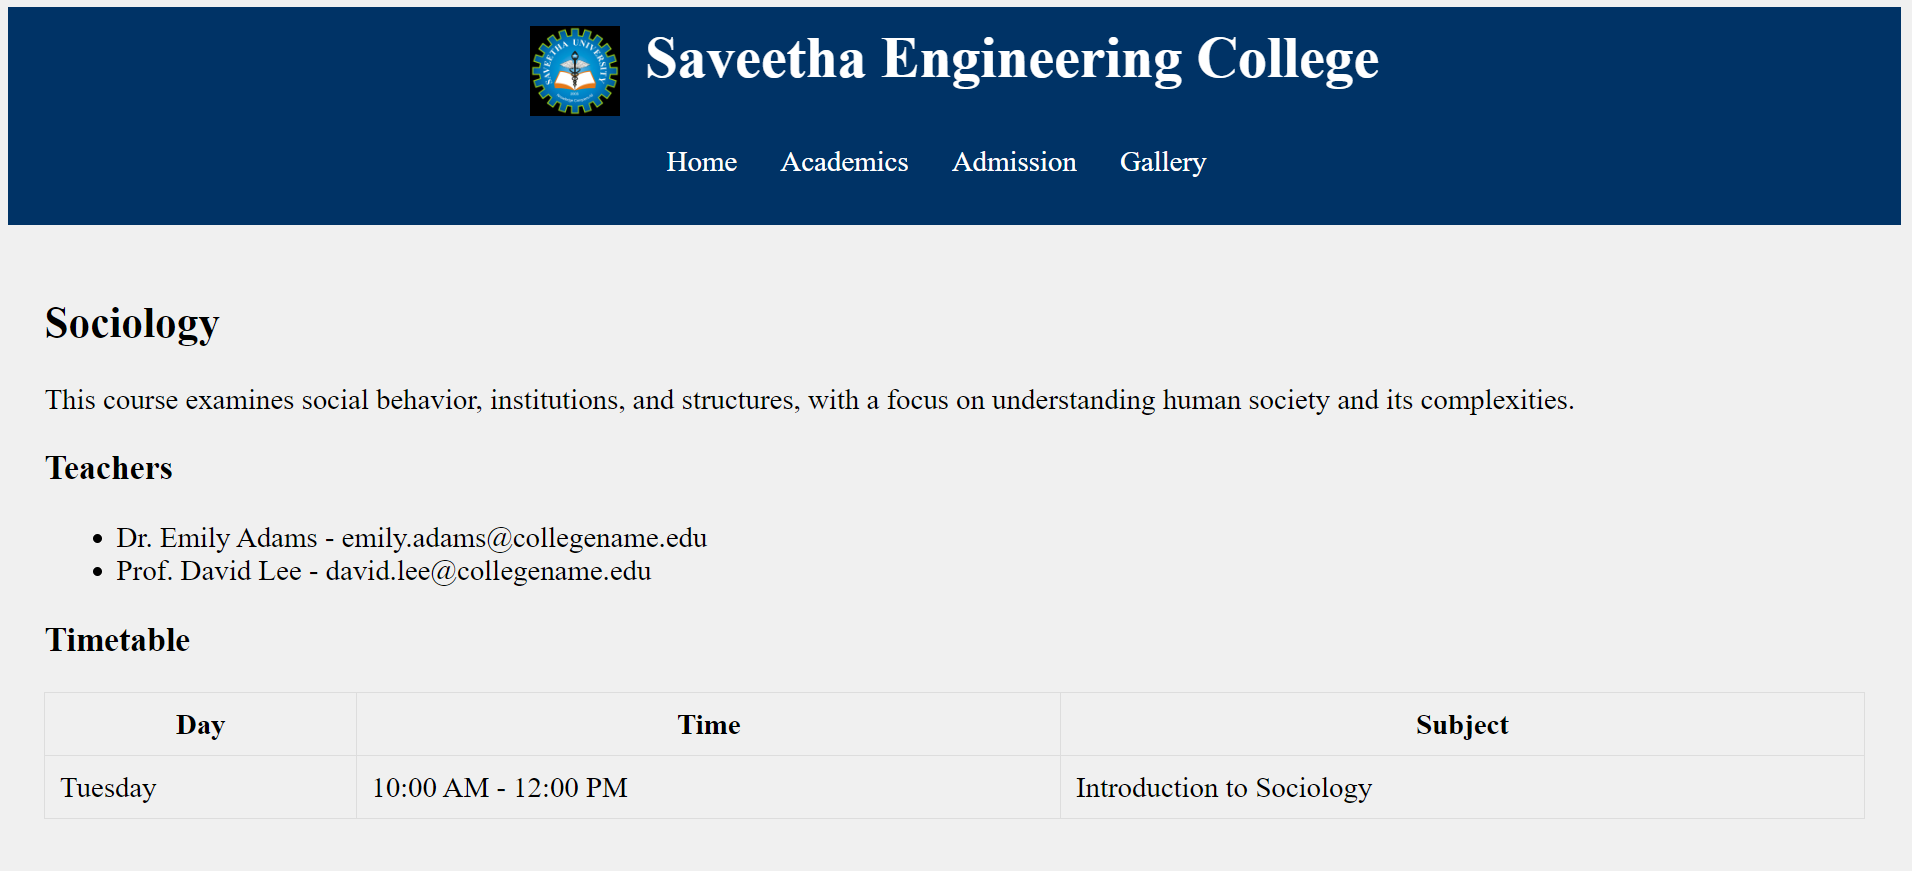 SAVEETHA UNIVERSITY
Saveetha Engineering College
Home Academics Admission Gallery
Sociology
This course examines social behavior, institutions, and structures, with a focus on understanding human society and its complexities.
Teachers
• Dr. Emily Adams - emily.adams@collegename.edu
• Prof. David Lee - david.lee@collegename.edu
Timetable
Day Time Subject
Tuesday 10:00 AM - 12:00 PM Introduction to Sociology